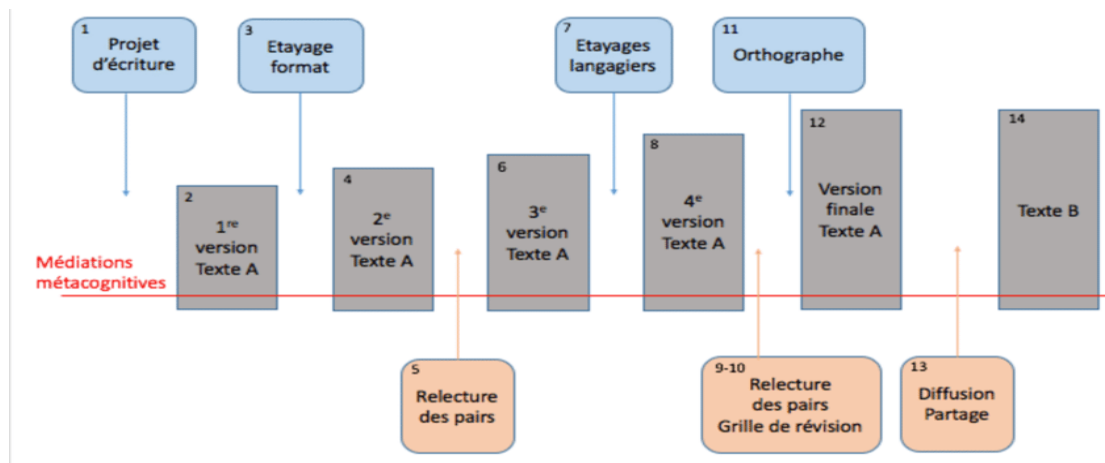 1
Projet
d'écriture
3
Etayage
format
7
Etayages
langagiers
11
Orthographe
2
1re
version
Texte A
4
2e
version
Texte A
6
3e
version
Texte A
8
4e
version
Texte A
12
Version
finale
Texte A
14
Texte B
Médiations
métacognitives
5
Relecture
des pairs
9-10
Relecture
des pairs
Grille de révision
13
Diffusion
Partage